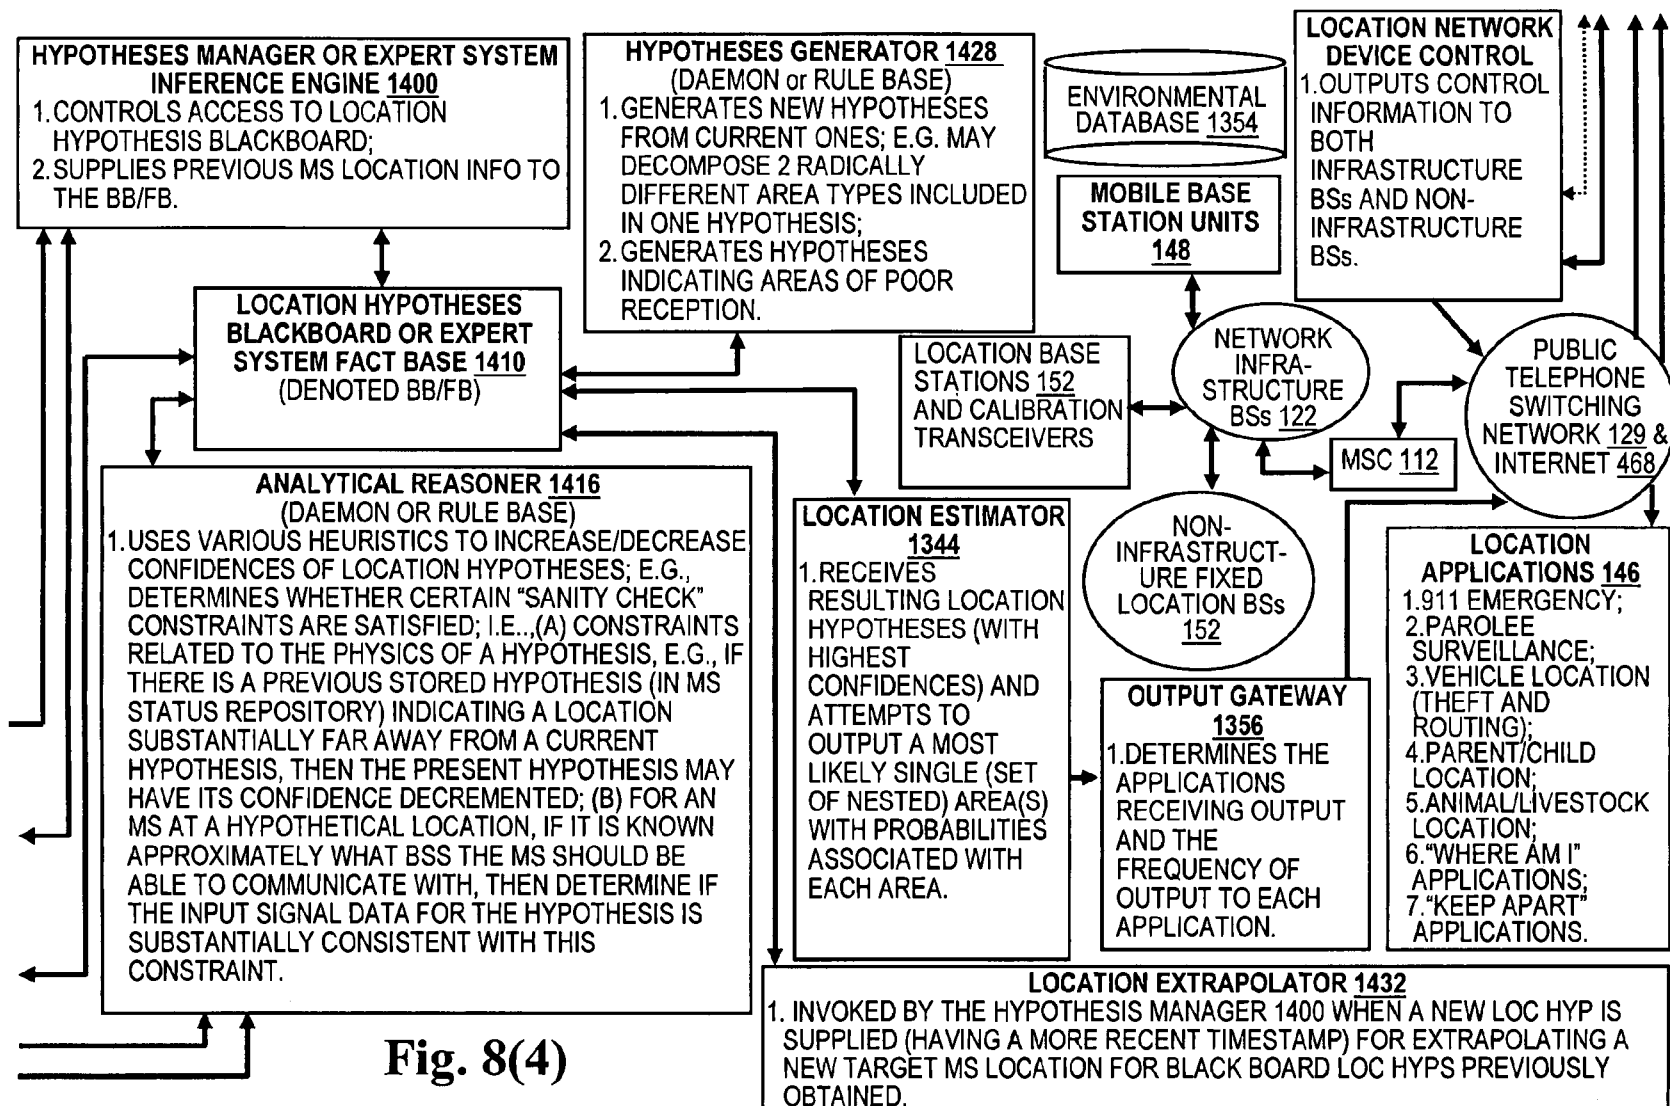 HYPOTHESES MANAGER OR EXPERT SYSTEM
INFERENCE ENGINE 1400
1.CONTROLS ACCESS TO LOCATION
HYPOTHESIS BLACKBOARD;
2.SUPPLIES PREVIOUS MS LOCATION INFO TO
THE BB/FB.
HYPOTHESES GENERATOR 1428
(DAEMON or RULE BASE)
1.GENERATES NEW HYPOTHESES
FROM CURRENT ONES; E.G. MAY
DECOMPOSE 2 RADICALLY
DIFFERENT AREA TYPES INCLUDED
IN ONE HYPOTHESIS;
2.GENERATES HYPOTHESES
INDICATING AREAS OF POOR
RECEPTION.
ENVIRONMENTAL
DATABASE 1354
MOBILE BASE
STATION UNITS
148
LOCATION NETWORK
DEVICE CONTROL
1.OUTPUTS CONTROL
INFORMATION TO
BOTH
INFRASTRUCTURE
BSs AND NON-
INFRASTRUCTURE
BSs.
LOCATION HYPOTHESES
BLACKBOARD OR EXPERT
SYSTEM FACT BASE 1410
(DENOTED BB/FB)
LOCATION BASE
STATIONS 152
AND CALIBRATION
TRANSCEIVERS
NETWORK
INFRA-
STRUCTURE
BSs 122
PUBLIC
TELEPHONE
SWITCHING
NETWORK 129 &
INTERNET 468
MSC 112
ANALYTICAL REASONER 1416
(DAEMON OR RULE BASE)
1.USES VARIOUS HEURISTICS TO INCREASE/DECREASE
CONFIDENCES OF LOCATION HYPOTHESES; E.G.,
DETERMINES WHETHER CERTAIN “SANITY CHECK”
CONSTRAINTS ARE SATISFIED; I.E..,(A) CONSTRAINTS
RELATED TO THE PHYSICS OF A HYPOTHESIS, E.G., IF
THERE IS A PREVIOUS STORED HYPOTHESIS (IN MS
STATUS REPOSITORY) INDICATING A LOCATION
SUBSTANTIALLY FAR AWAY FROM A CURRENT
HYPOTHESIS, THEN THE PRESENT HYPOTHESIS MAY
HAVE ITS CONFIDENCE DECREMENTED; (B) FOR AN
MS AT A HYPOTHETICAL LOCATION, IF IT IS KNOWN
APPROXIMATELY WHAT BSS THE MS SHOULD BE
ABLE TO COMMUNICATE WITH, THEN DETERMINE IF
THE INPUT SIGNAL DATA FOR THE HYPOTHESIS IS
SUBSTANTIALLY CONSISTENT WITH THIS
CONSTRAINT.
LOCATION ESTIMATOR
1344
1.RECEIVES
RESULTING LOCATION
HYPOTHESES (WITH
HIGHEST
CONFIDENCES) AND
ATTEMPTS TO
OUTPUT A MOST
LIKELY SINGLE (SET
OF NESTED) AREA(S)
WITH PROBABILITIES
ASSOCIATED WITH
EACH AREA.
NON-
INFRASTRUCT-
URE FIXED
LOCATION BSs
152
OUTPUT GATEWAY
1356
1.DETERMINES THE
APPLICATIONS
RECEIVING OUTPUT
AND THE
FREQUENCY OF
OUTPUT TO EACH
APPLICATION.
LOCATION
APPLICATIONS 146
1.911 EMERGENCY;
2.PAROLEE
SURVEILLANCE;
3.VEHICLE LOCATION
(THEFT AND
ROUTING);
4.PARENT/CHILD
LOCATION;
5.ANIMAL/LIVESTOCK
LOCATION;
6.“WHERE AM I”
APPLICATIONS;
7.“KEEP APART”
APPLICATIONS.
LOCATION EXTRAPOLATOR 1432
1. INVOKED BY THE HYPOTHESIS MANAGER 1400 WHEN A NEW LOC HYP IS
SUPPLIED (HAVING A MORE RECENT TIMESTAMP) FOR EXTRAPOLATING A
NEW TARGET MS LOCATION FOR BLACK BOARD LOC HYPS PREVIOUSLY
OBTAINED.
Fig. 8(4)